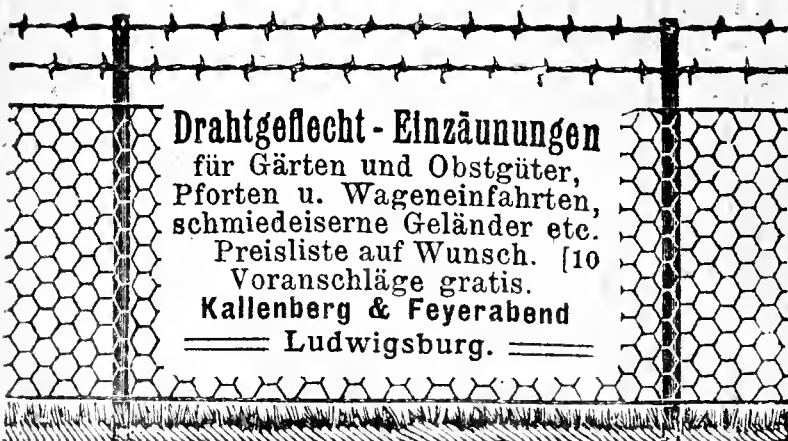 Drahtgeflecht - Einzäunungen
für Gärten und Obstgüter,
Pforten u. Wageneinfahrten,
schmiedeiserne Geländer etc.
Preisliste auf Wunsch. [10
Voranschläge gratis.
Kallenberg & Feyerabend
Ludwigsburg.